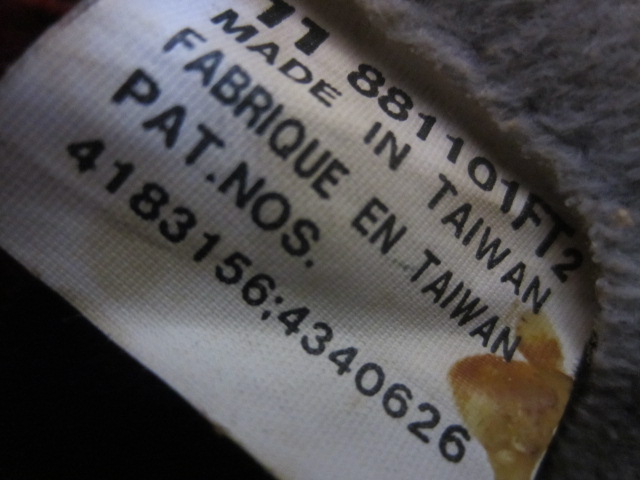 11 881101FT2
MADE IN TAIWAN
FABRIQUE EN TAIWAN
PAT.NOS.
4183156;4340626